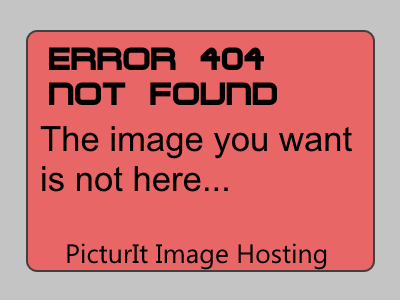 ERROR 404
NOT FOUND
The image you want
is not here...
PicturIt Image Hosting